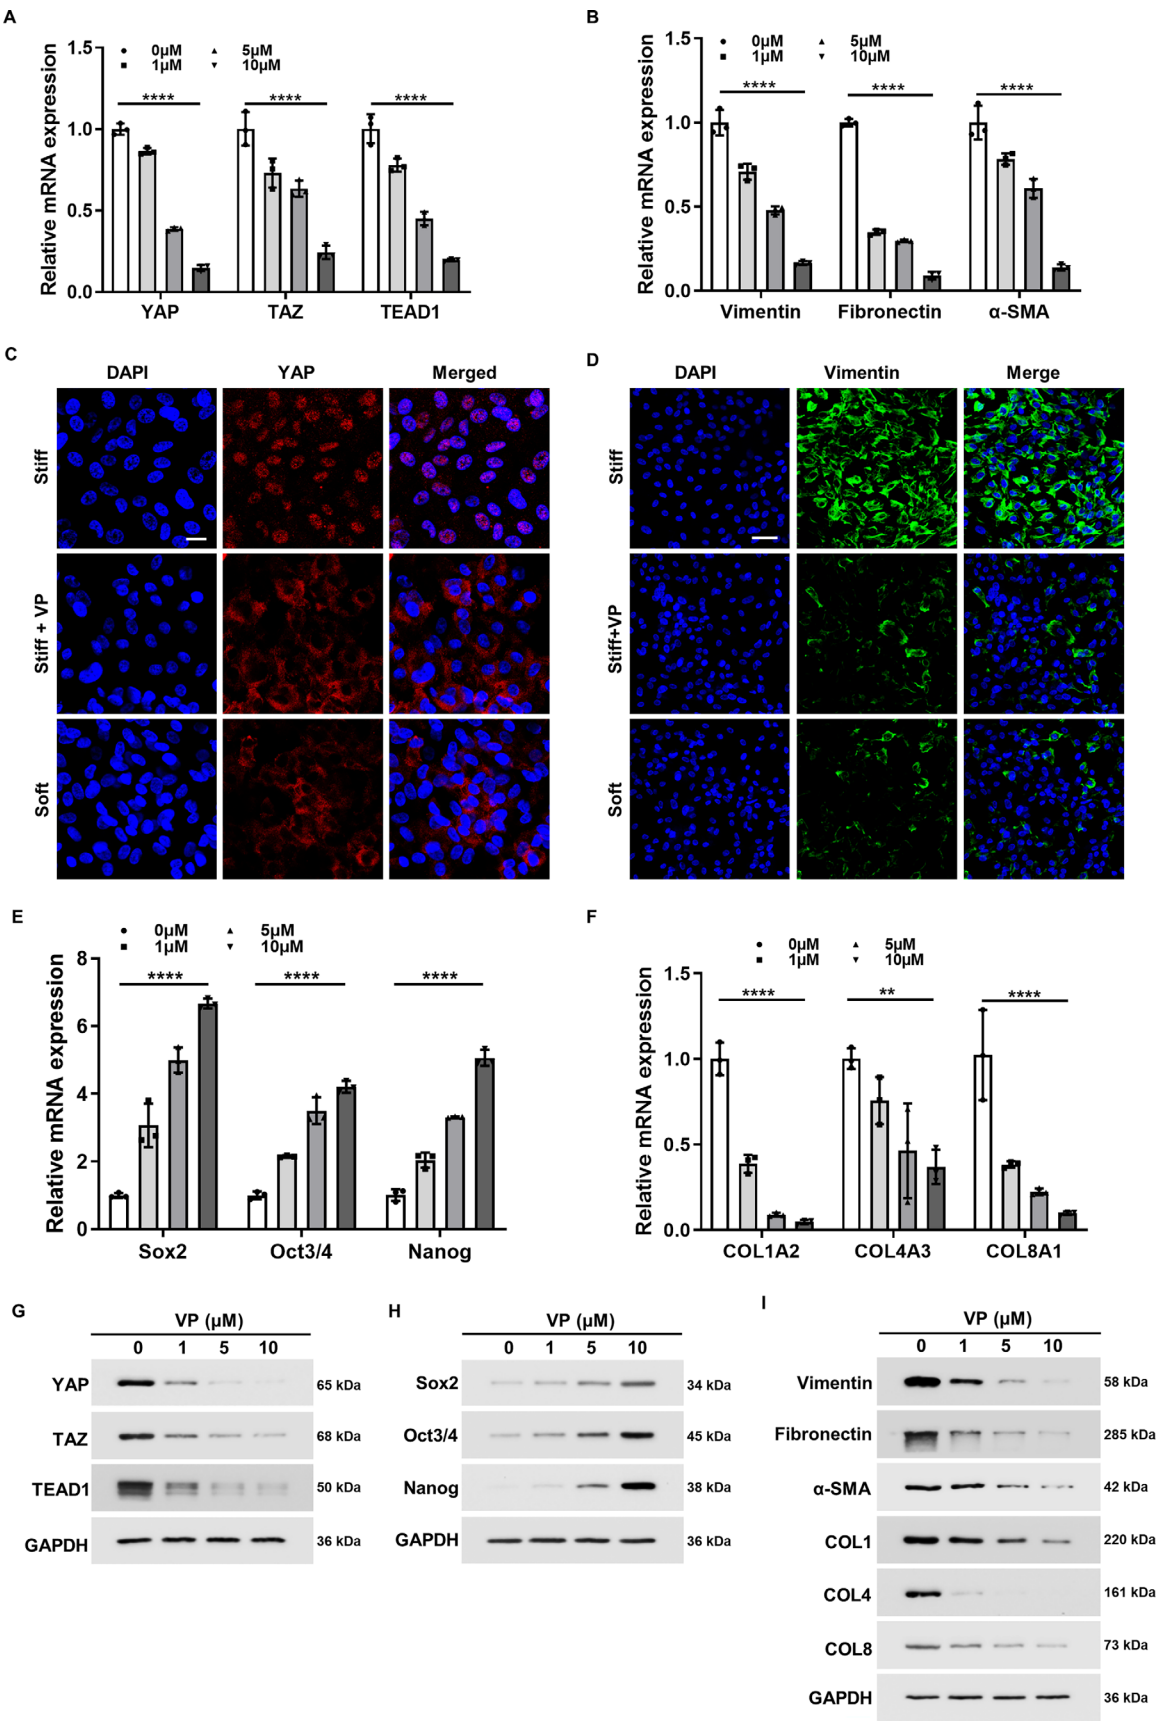 A
0μM
1μM
5μM
10μM
Relative mRNA expression
1.5
1.0
0.5
0.0
****
****
****
YAP
TAZ
TEAD1
B
0μM
1μM
5μM
10μM
Relative mRNA expression
1.5
1.0
0.5
0.0
****
****
****
Vimentin
Fibronectin
α-SMA
C
DAPI
YAP
Merged
Stiff
Stiff + VP
Soft
D
DAPI
Vimentin
Merge
Stiff
Stiff+VP
Soft
E
0μM
1μM
5μM
10μM
Relative mRNA expression
8
6
4
2
0
****
****
****
Sox2
Oct3/4
Nanog
F
0μM
1μM
5μM
10μM
Relative mRNA expression
1.5
1.0
0.5
0.0
****
**
****
COL1A2
COL4A3
COL8A1
G
VP (μM)
0 1 5 10
YAP 65 kDa
TAZ 68 kDa
TEAD1 50 kDa
GAPDH 36 kDa
H
VP (μM)
0 1 5 10
Sox2 34 kDa
Oct3/4 45 kDa
Nanog 38 kDa
GAPDH 36 kDa
I
VP (μM)
0 1 5 10
Vimentin 58 kDa
Fibronectin 285 kDa
α-SMA 42 kDa
COL1 220 kDa
COL4 161 kDa
COL8 73 kDa
GAPDH 36 kDa